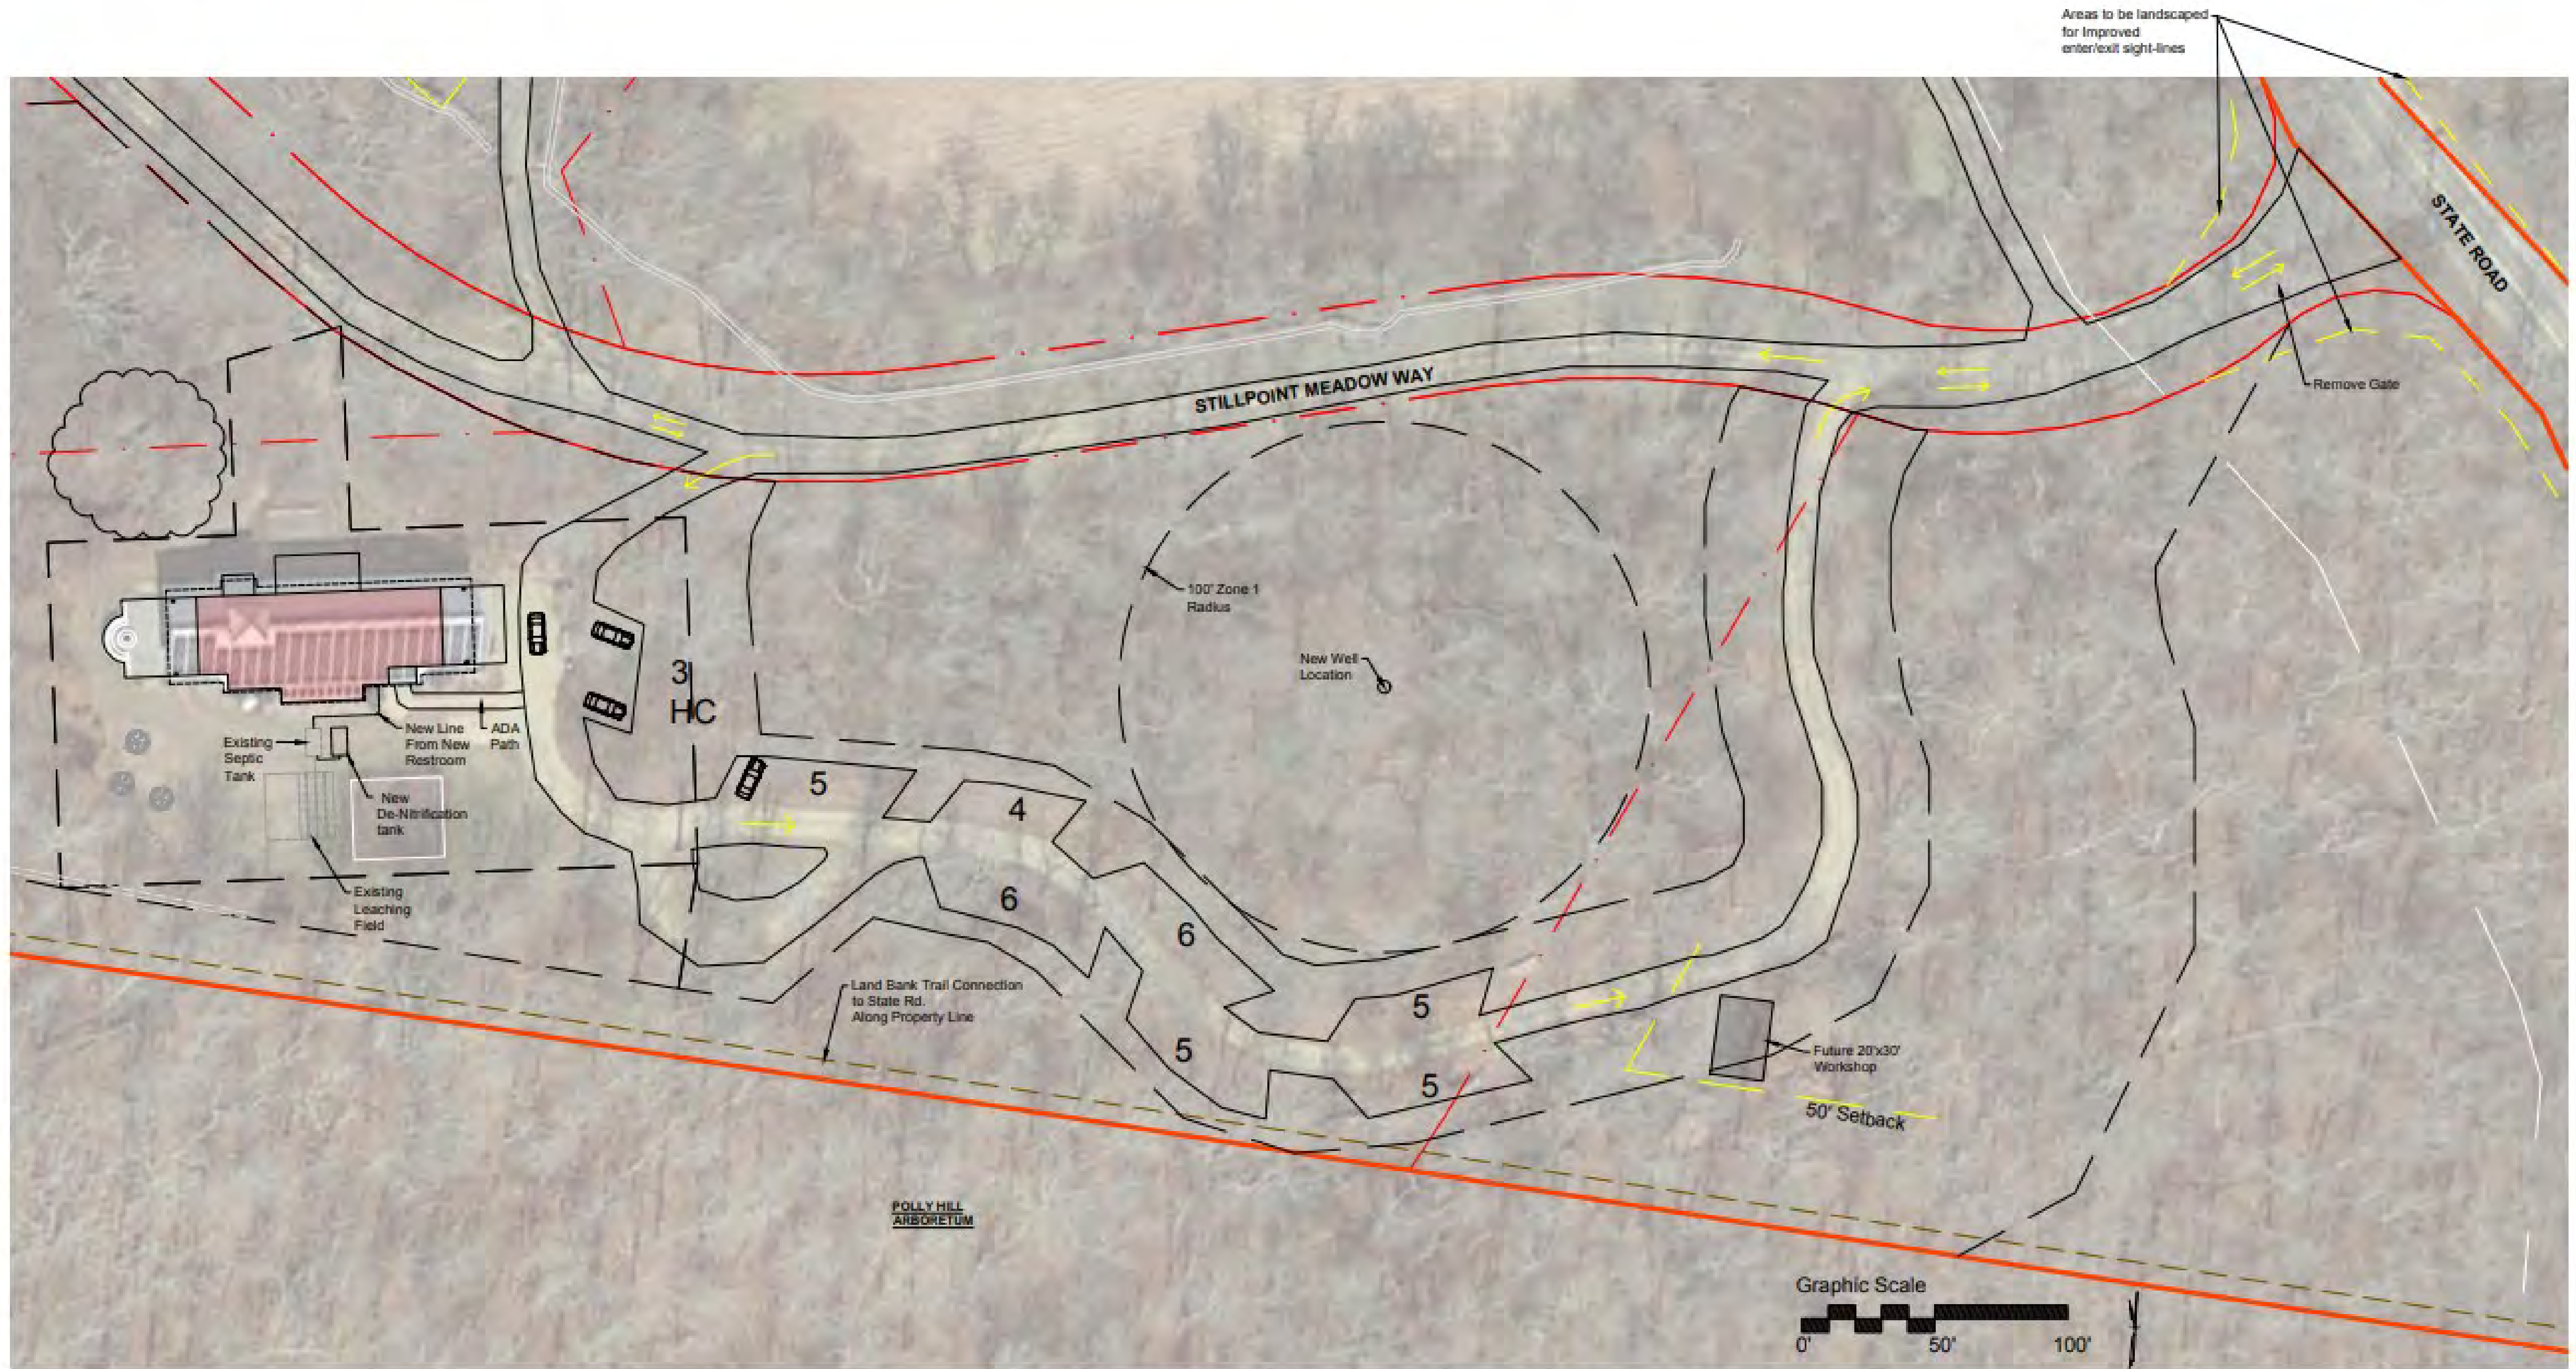 Areas to be landscaped
for Improved
enter/exit sight-lines
STATE ROAD
Remove Gate
STILLPOINT MEADOW WAY
100' Zone 1
Radius
New Well
Location
3
HC
New Line
From New
Restroom
ADA
Path
Existing
Septic
Tank
New
De-Nitrification
tank
5
4
Existing
Leaching
Field
6
6
Land Bank Trail Connection
to State Rd.
Along Property Line
5
5
5
Future 20'x30'
Workshop
50' Setback
POLLY HILL
ARBORETUM
Graphic Scale
0' 50' 100'